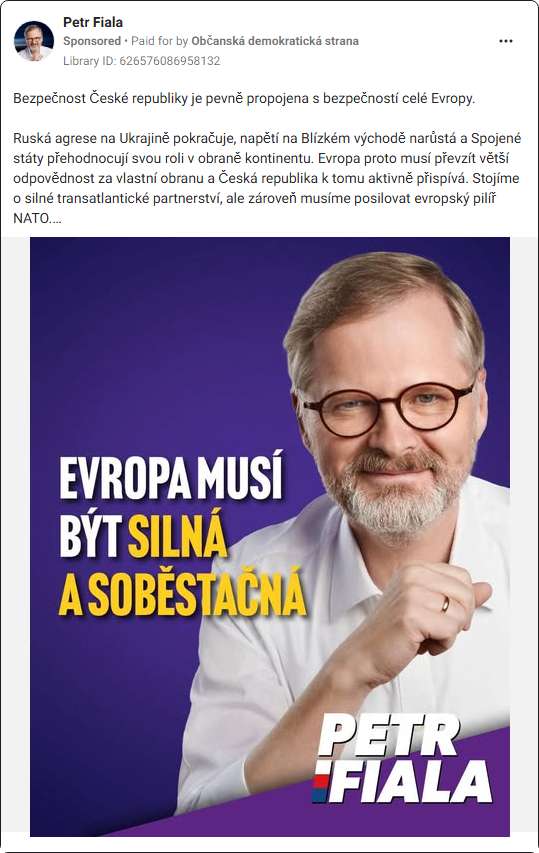 Petr Fiala
Sponsored • Paid for by Občanská demokratická strana
Library ID: 626576086958132
Bezpečnost České republiky je pevně propojena s bezpečností celé Evropy.
Ruská agrese na Ukrajině pokračuje, napětí na Blízkém východě narůstá a Spojené
státy přehodnocují svou roli v obraně kontinentu. Evropa proto musí převzít větší
odpovědnost za vlastní obranu a Česká republika k tomu aktivně přispívá. Stojíme
o silné transatlantické partnerství, ale zároveň musíme posilovat evropský pilíř
NATO.…
EVROPA MUSÍ
BÝT SILNÁ
A SOBĚSTAČNÁ
PETR
FIALA